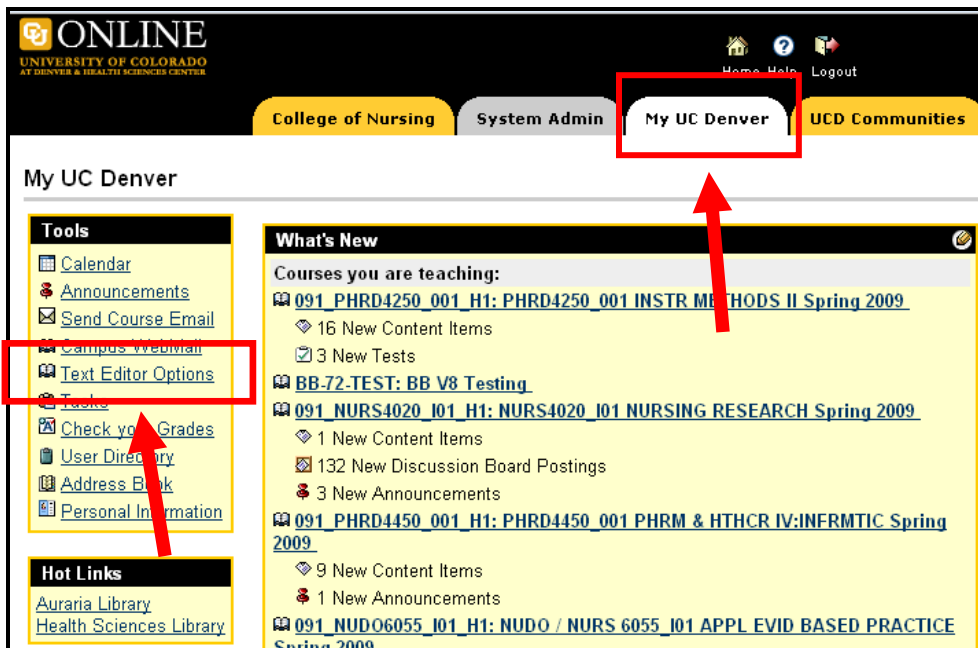 CU ONLINE
UNIVERSITY OF COLORADO
AT DENVER & HEALTH SCIENCES CENTER
Home Help Logout
College of Nursing System Admin My UC Denver UCD Communities
My UC Denver
Tools
Calendar
Announcements
Send Course Email
Campus WebMail
Text Editor Options
Tasks
Check your Grades
User Directory
Address Book
Personal Information
Hot Links
Auraria Library
Health Sciences Library
What's New
Courses you are teaching:
091_PHRD4250_001_H1: PHRD4250_001 INSTR METHODS II Spring 2009
16 New Content Items
3 New Tests
BB-72-TEST: BB V8 Testing
091_NURS4020_I01_H1: NURS4020_I01 NURSING RESEARCH Spring 2009
1 New Content Items
132 New Discussion Board Postings
3 New Announcements
091_PHRD4450_001_H1: PHRD4450_001 PHRM & HTHCR IV:INFRMTIC Spring
2009
9 New Content Items
1 New Announcements
091_NUDO6055_I01_H1: NUDO / NURS 6055_I01 APPL EVID BASED PRACTICE
Spring 2009